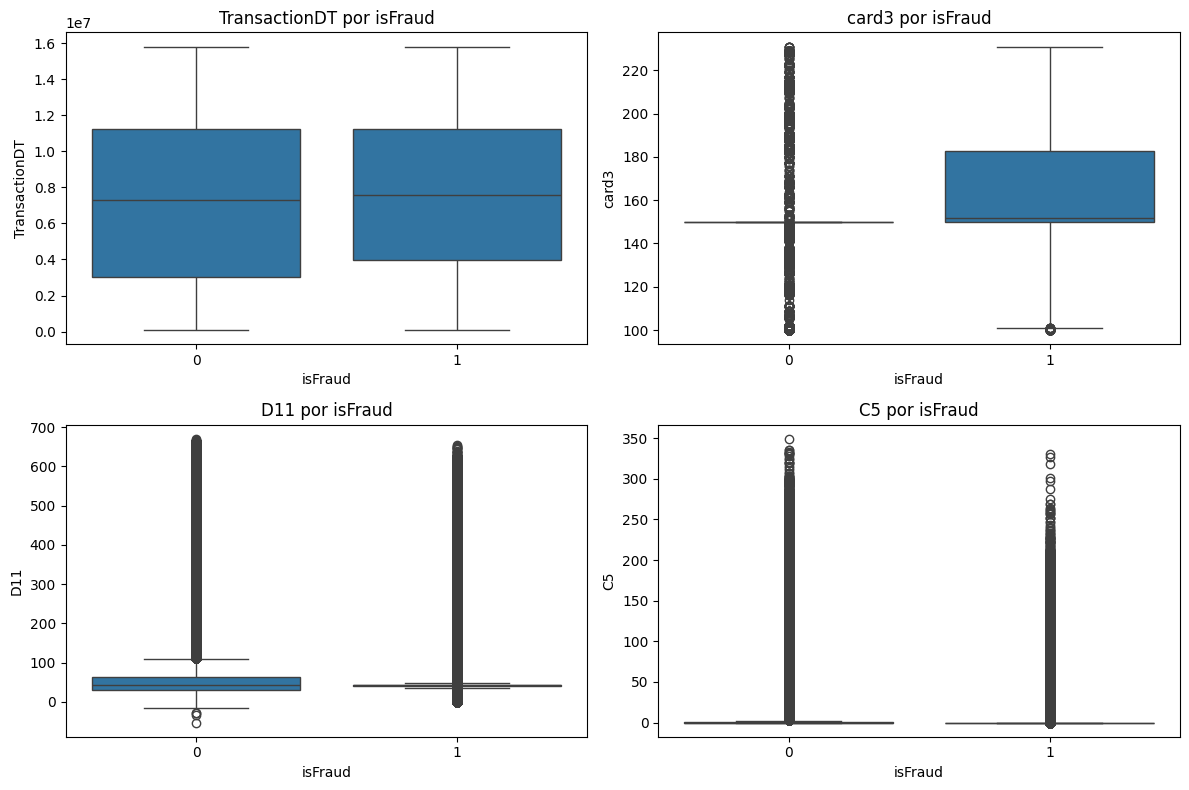 TransactionDT por isFraud
1e7
1.6
1.4
1.2
1.0
0.8
0.6
0.4
0.2
0.0
TransactionDT
0 1
isFraud
card3 por isFraud
220
200
180
160
140
120
100
card3
0 1
isFraud
D11 por isFraud
700
600
500
400
300
200
100
0
D11
0 1
isFraud
C5 por isFraud
350
300
250
200
150
100
50
0
C5
0 1
isFraud